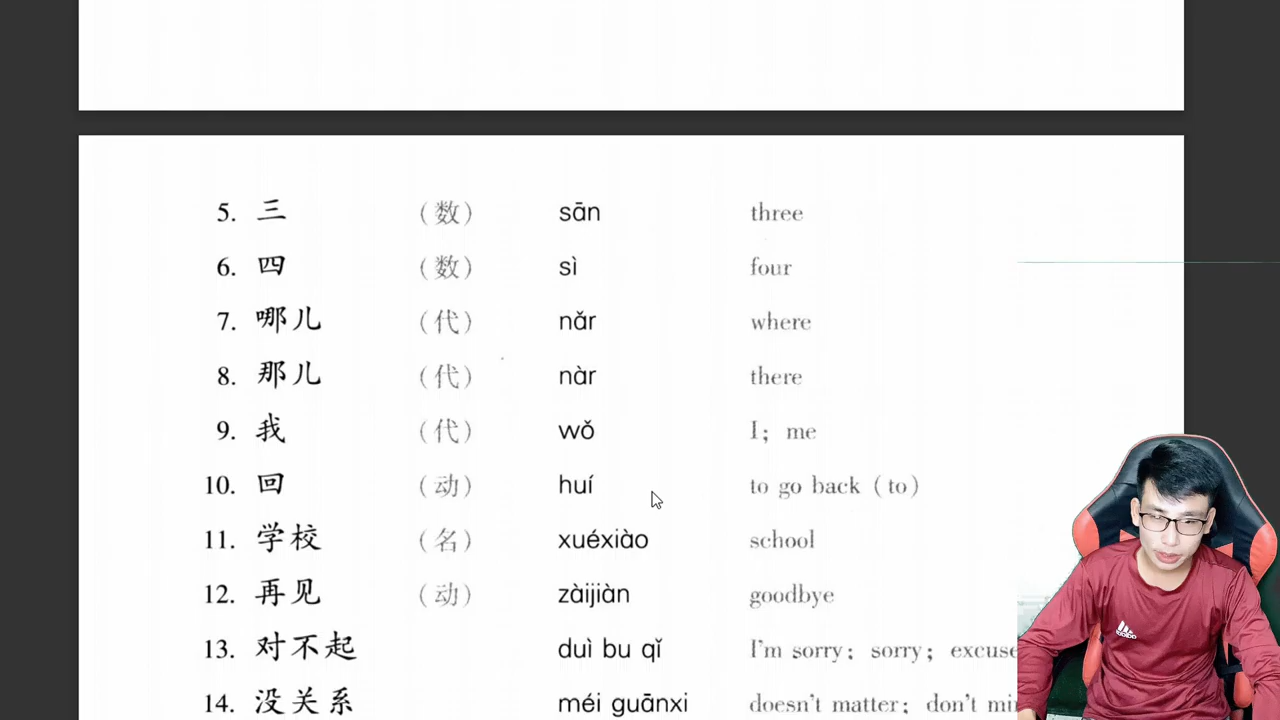 5. 三 （数） sān three
6. 四 （数） sì four
7. 哪儿 （代） nǎr where
8. 那儿 （代） nàr there
9. 我 （代） wǒ I; me
10. 回 （动） huí to go back (to)
11. 学校 （名） xuéxiào school
12. 再见 （动） zàijiàn goodbye
13. 对不起 duì bu qǐ I'm sorry; sorry; excuse
14. 没关系 méi guānxi doesn't matter; don't
adidas